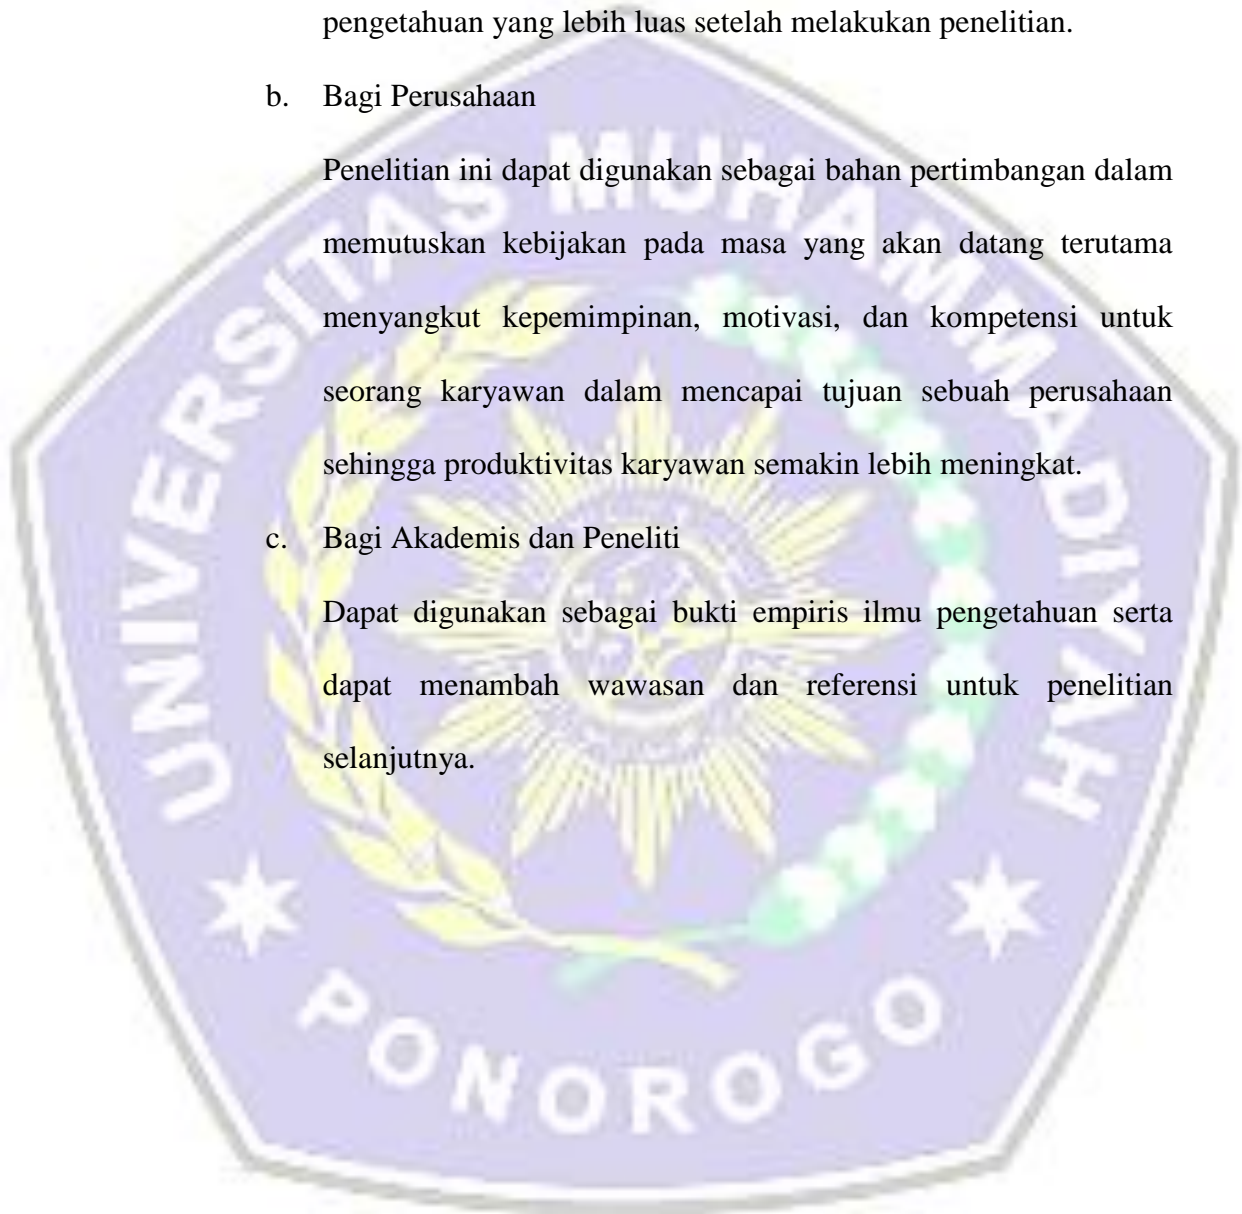 pengetahuan yang lebih luas setelah melakukan penelitian.
b. Bagi Perusahaan
Penelitian ini dapat digunakan sebagai bahan pertimbangan dalam
memutuskan kebijakan pada masa yang akan datang terutama
menyangkut kepemimpinan, motivasi, dan kompetensi untuk
seorang karyawan dalam mencapai tujuan sebuah perusahaan
sehingga produktivitas karyawan semakin lebih meningkat.
c. Bagi Akademis dan Peneliti
Dapat digunakan sebagai bukti empiris ilmu pengetahuan serta
dapat menambah wawasan dan referensi untuk penelitian
selanjutnya.
UNIVERSITAS MUHAMMADIYAH
PONOROGO